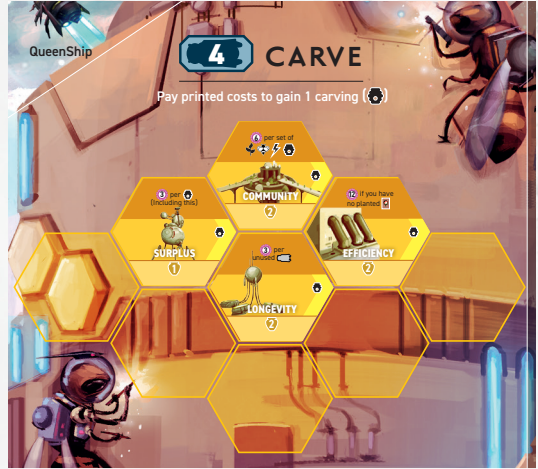 QueenShip
4 CARVE
Pay printed costs to gain 1 carving ( )
6 per set of
COMMUNITY
2
3 per
(including this)
SURPLUS
1
12 if you have
no planted
EFFICIENCY
2
3 per
unused
LONGEVITY
2